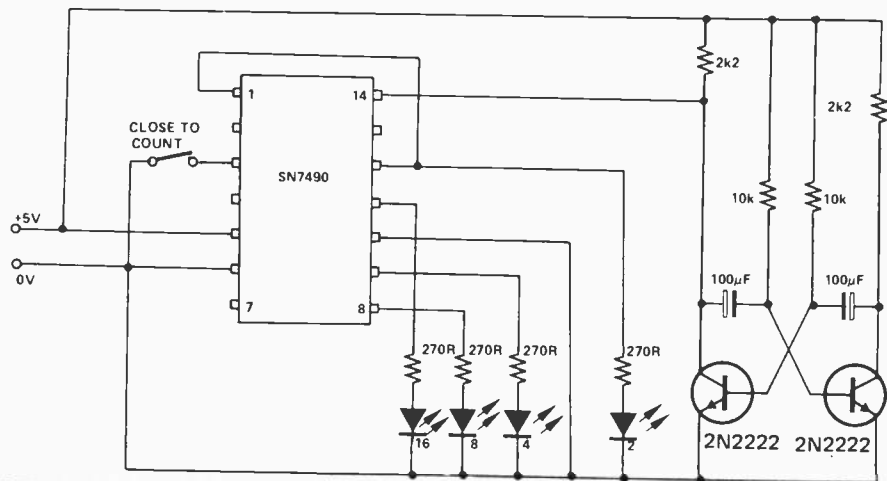 2k2
1
14
2k2
CLOSE TO
COUNT
SN7490
10k
10k
+5V
0V
100µF
100µF
7
8
270R
270R
270R
270R
16
8
4
2
2N2222
2N2222